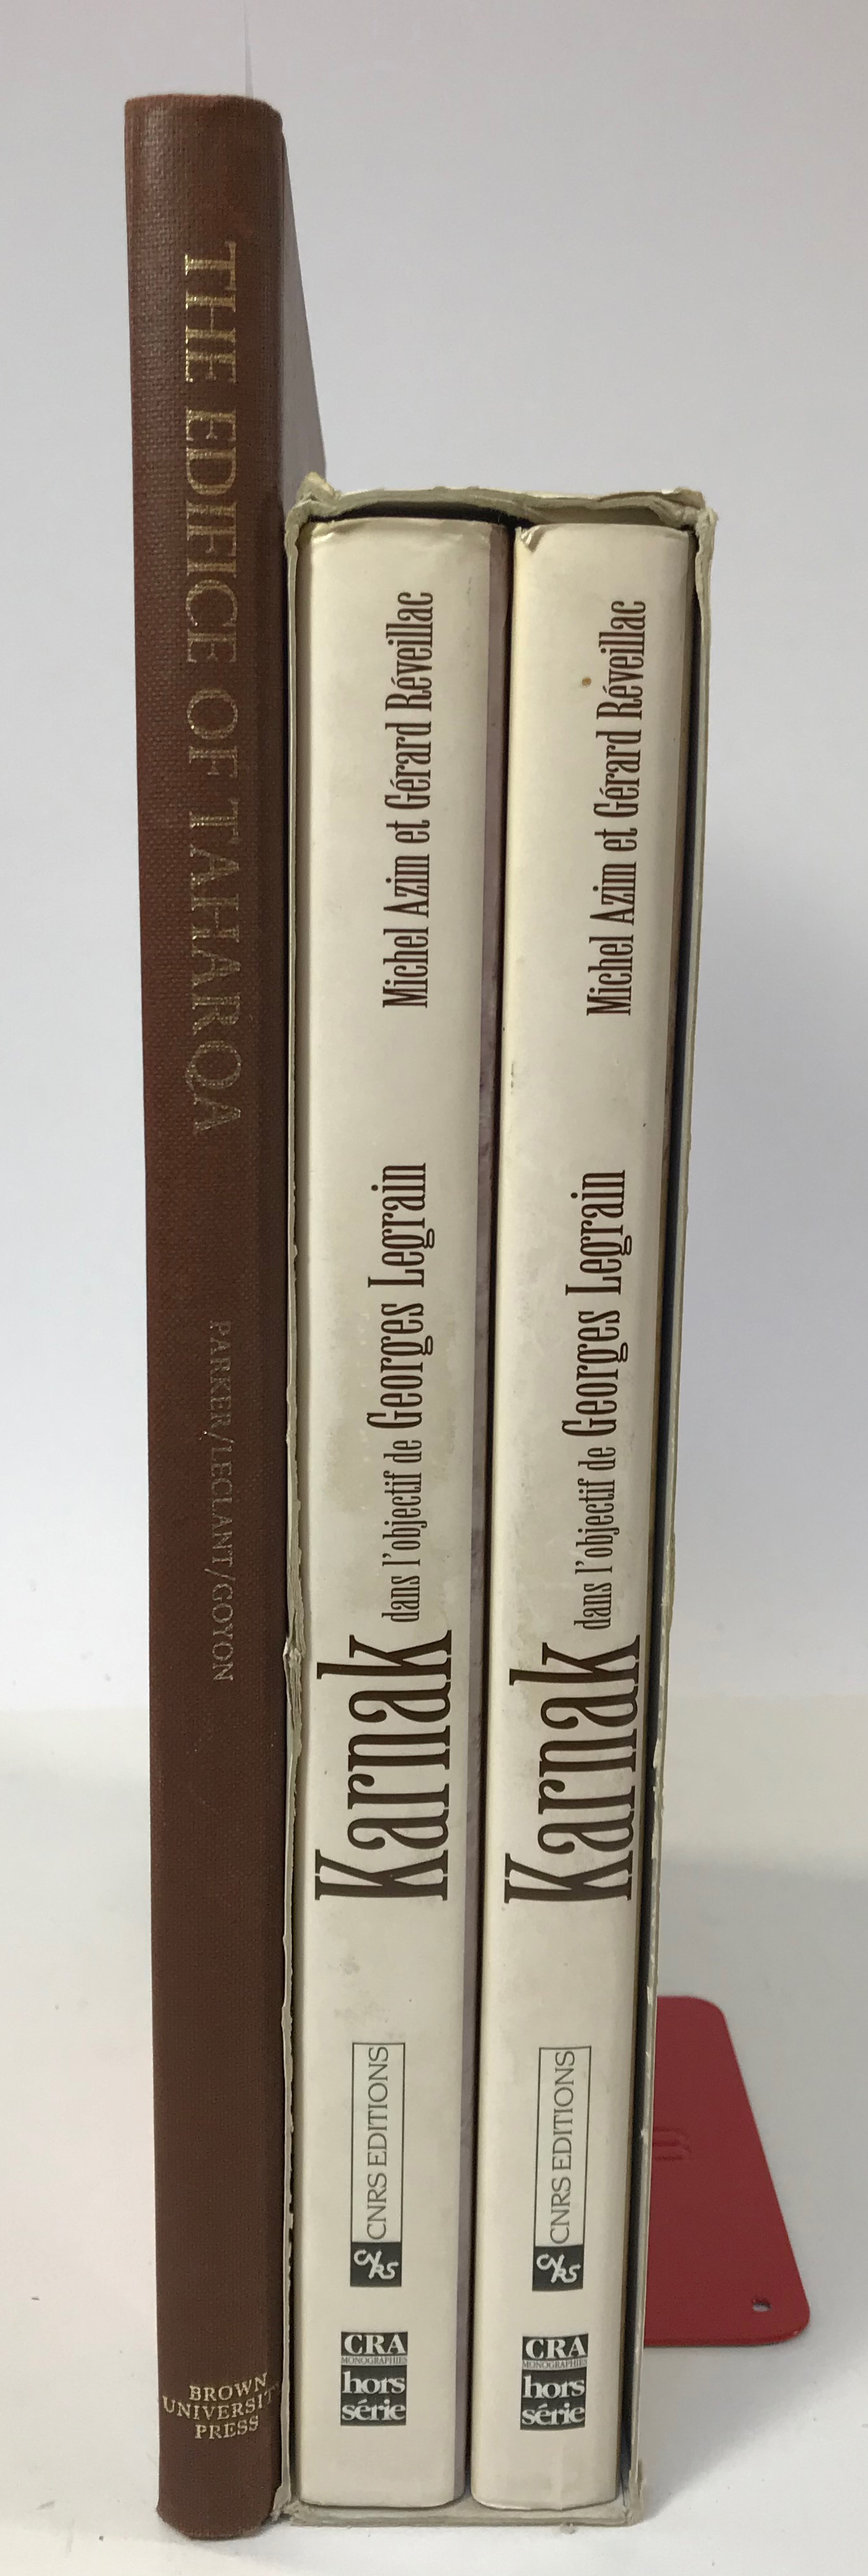 THE EDIFICE OF TAHARQA
PARKER/LECLANT/GOYON
BROWN
UNIVERSITY
PRESS
Karnak dans l'objectif de Georges Legrain
Michel Azim et Gérard Réveillac
CNRS EDITIONS
CNRS
CRA
MONOGRAPHIES
hors
série
Karnak dans l'objectif de Georges Legrain
Michel Azim et Gérard Réveillac
CNRS EDITIONS
CNRS
CRA
MONOGRAPHIES
hors
série